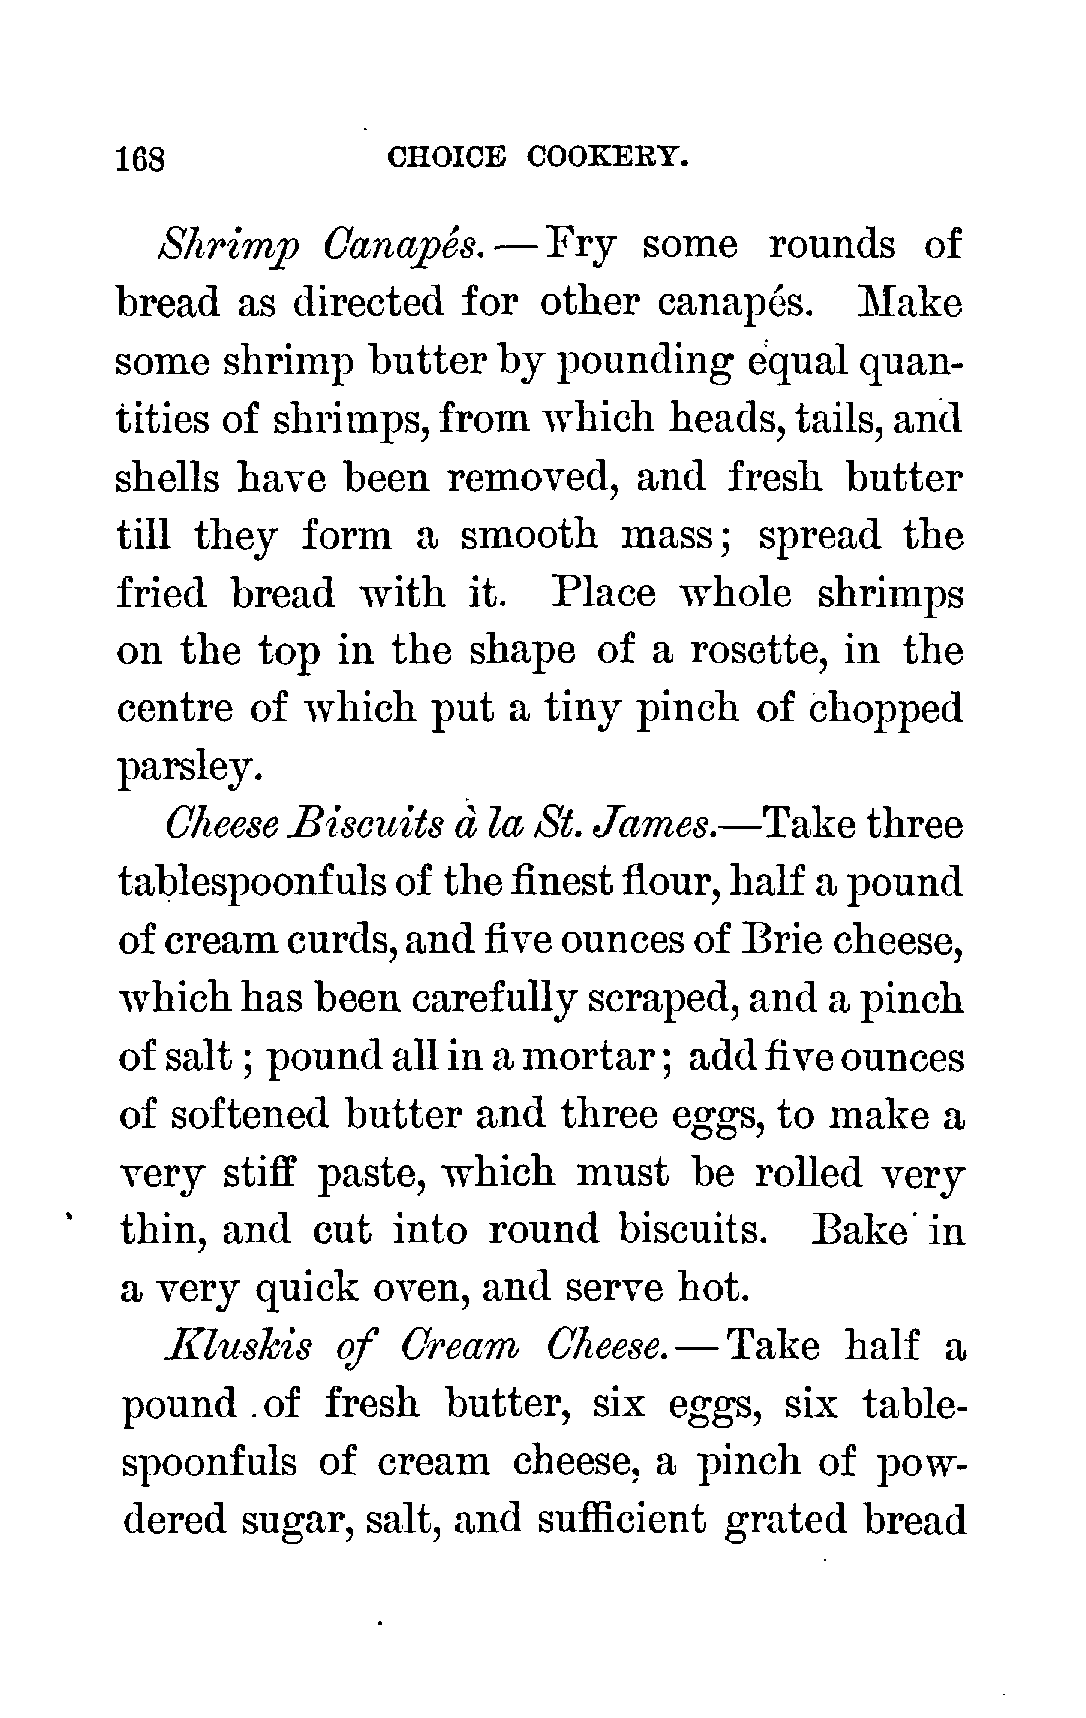 168 CHOICE COOKERY.
Shrimp Canapés.—Fry some rounds of
bread as directed for other canapés. Make
some shrimp butter by pounding equal quan-
tities of shrimps, from which heads, tails, and
shells have been removed, and fresh butter
till they form a smooth mass; spread the
fried bread with it. Place whole shrimps
on the top in the shape of a rosette, in the
centre of which put a tiny pinch of chopped
parsley.
Cheese Biscuits à la St. James.—Take three
tablespoonfuls of the finest flour, half a pound
of cream curds, and five ounces of Brie cheese,
which has been carefully scraped, and a pinch
of salt; pound all in a mortar; add five ounces
of softened butter and three eggs, to make a
very stiff paste, which must be rolled very
thin, and cut into round biscuits. Bake in
a very quick oven, and serve hot.
Kluskis of Cream Cheese.—Take half a
pound of fresh butter, six eggs, six table-
spoonfuls of cream cheese, a pinch of pow-
dered sugar, salt, and sufficient grated bread